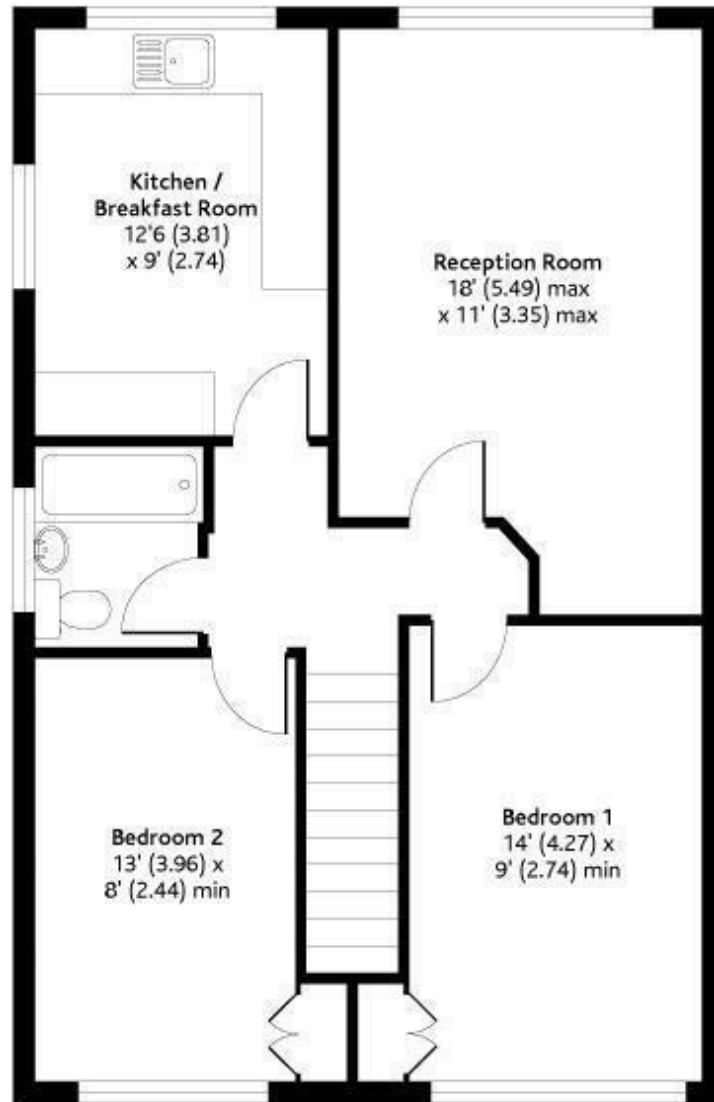 Kitchen /
Breakfast Room
12'6 (3.81)
x 9' (2.74)
Reception Room
18' (5.49) max
x 11' (3.35) max
Bedroom 2
13' (3.96) x
8' (2.44) min
Bedroom 1
14' (4.27) x
9' (2.74) min